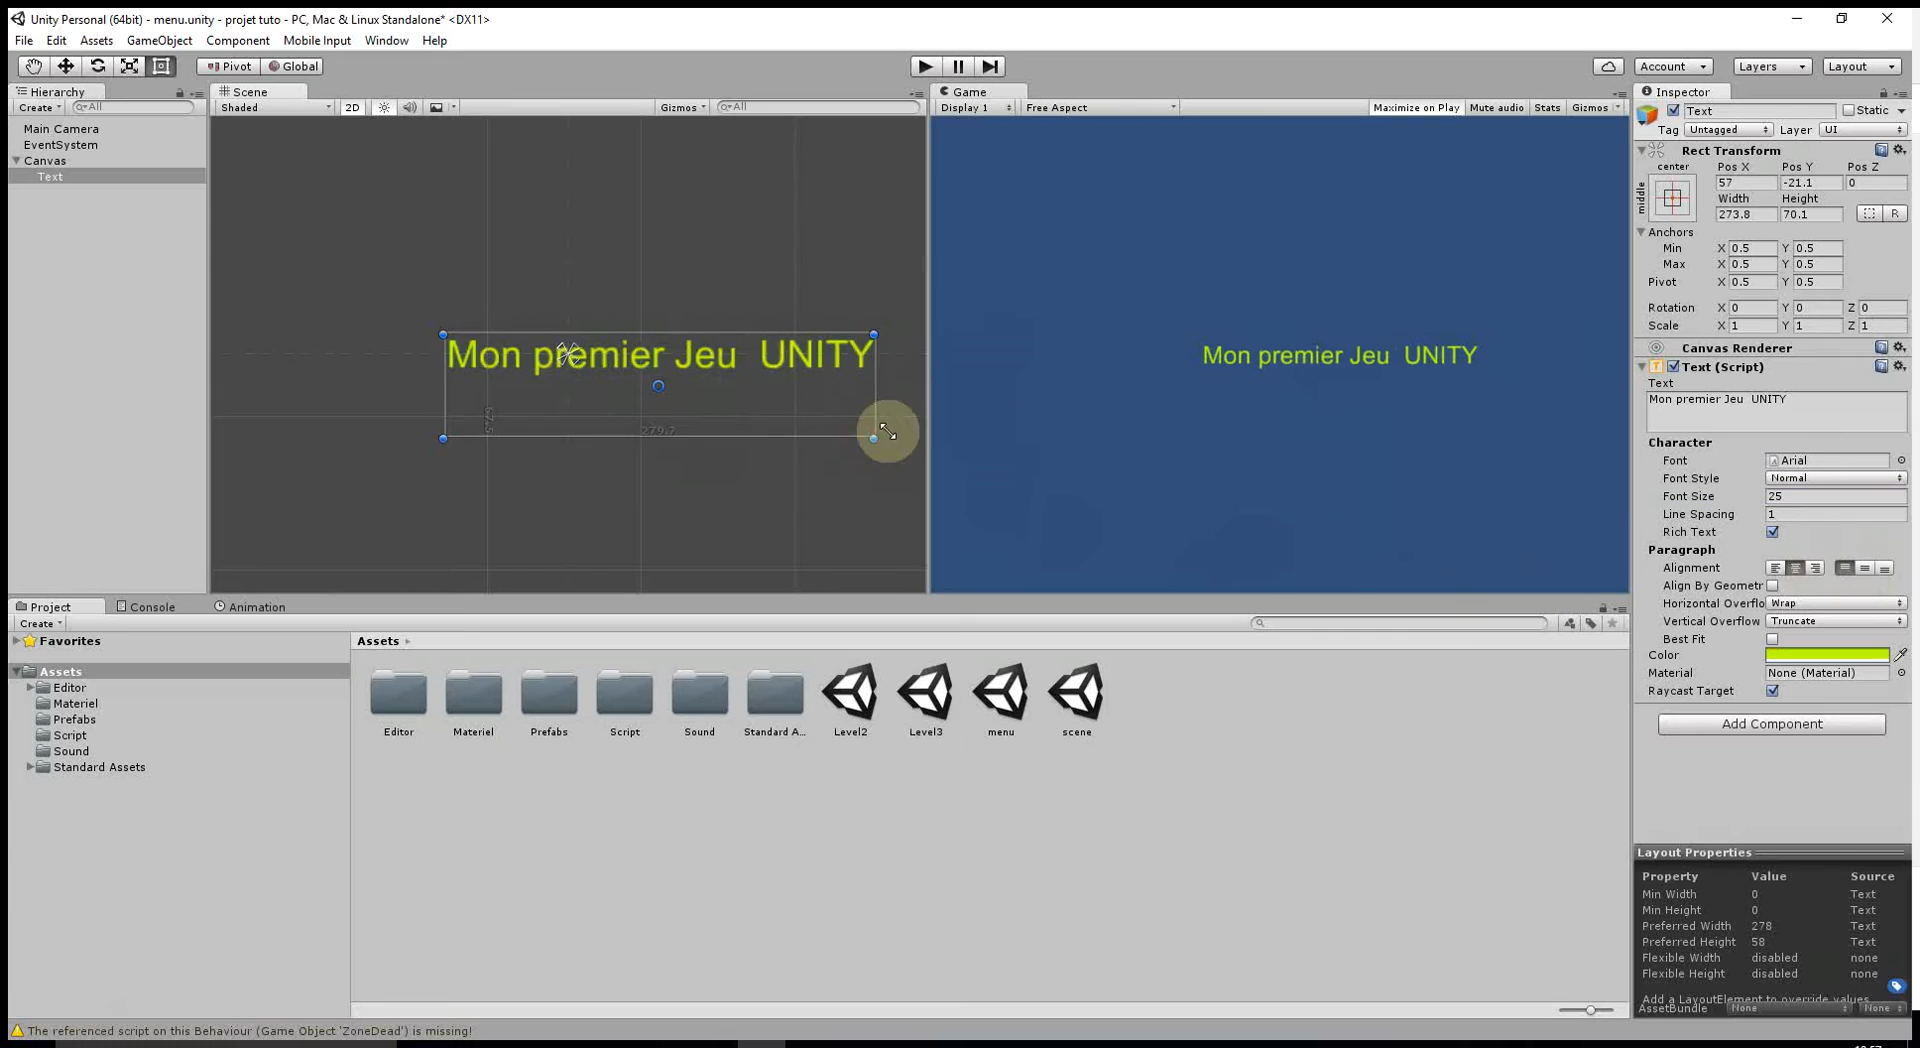 Unity Personal (64bit) - menu.unity - projet tuto - PC, Mac & Linux Standalone* <DX11>
File Edit Assets GameObject Component Mobile Input Window Help
Pivot Global Account Layers Layout
Hierarchy
Create All
Main Camera
EventSystem
Canvas
Text
Scene
Shaded 2D Gizmos All
Mon premier Jeu  UNITY
279.7
Game
Display 1 Free Aspect Maximize on Play Mute audio Stats Gizmos
Mon premier Jeu  UNITY
Inspector
Text Static
Tag Untagged Layer UI
Rect Transform
center Pos X Pos Y Pos Z
57 -21.1 0
middle
Width Height
273.8 70.1 R
Anchors
Min X 0.5 Y 0.5
Max X 0.5 Y 0.5
Pivot X 0.5 Y 0.5
Rotation X 0 Y 0 Z 0
Scale X 1 Y 1 Z 1
Canvas Renderer
Text (Script)
Text
Mon premier Jeu  UNITY
Character
Font Arial
Font Style Normal
Font Size 25
Line Spacing 1
Rich Text
Paragraph
Alignment
Align By Geometr
Horizontal Overflo Wrap
Vertical Overflow Truncate
Best Fit
Color
Material None (Material)
Raycast Target
Add Component
Layout Properties
Property Value Source
Min Width 0 Text
Min Height 0 Text
Preferred Width 278 Text
Preferred Height 58 Text
Flexible Width disabled none
Flexible Height disabled none
Add a LayoutElement to override values
AssetBundle None None
Project Console Animation
Create
Favorites
Assets
Editor
Materiel
Prefabs
Script
Sound
Standard Assets
Assets
Editor Materiel Prefabs Script Sound Standard A... Level2 Level3 menu scene
The referenced script on this Behaviour (Game Object 'ZoneDead') is missing!